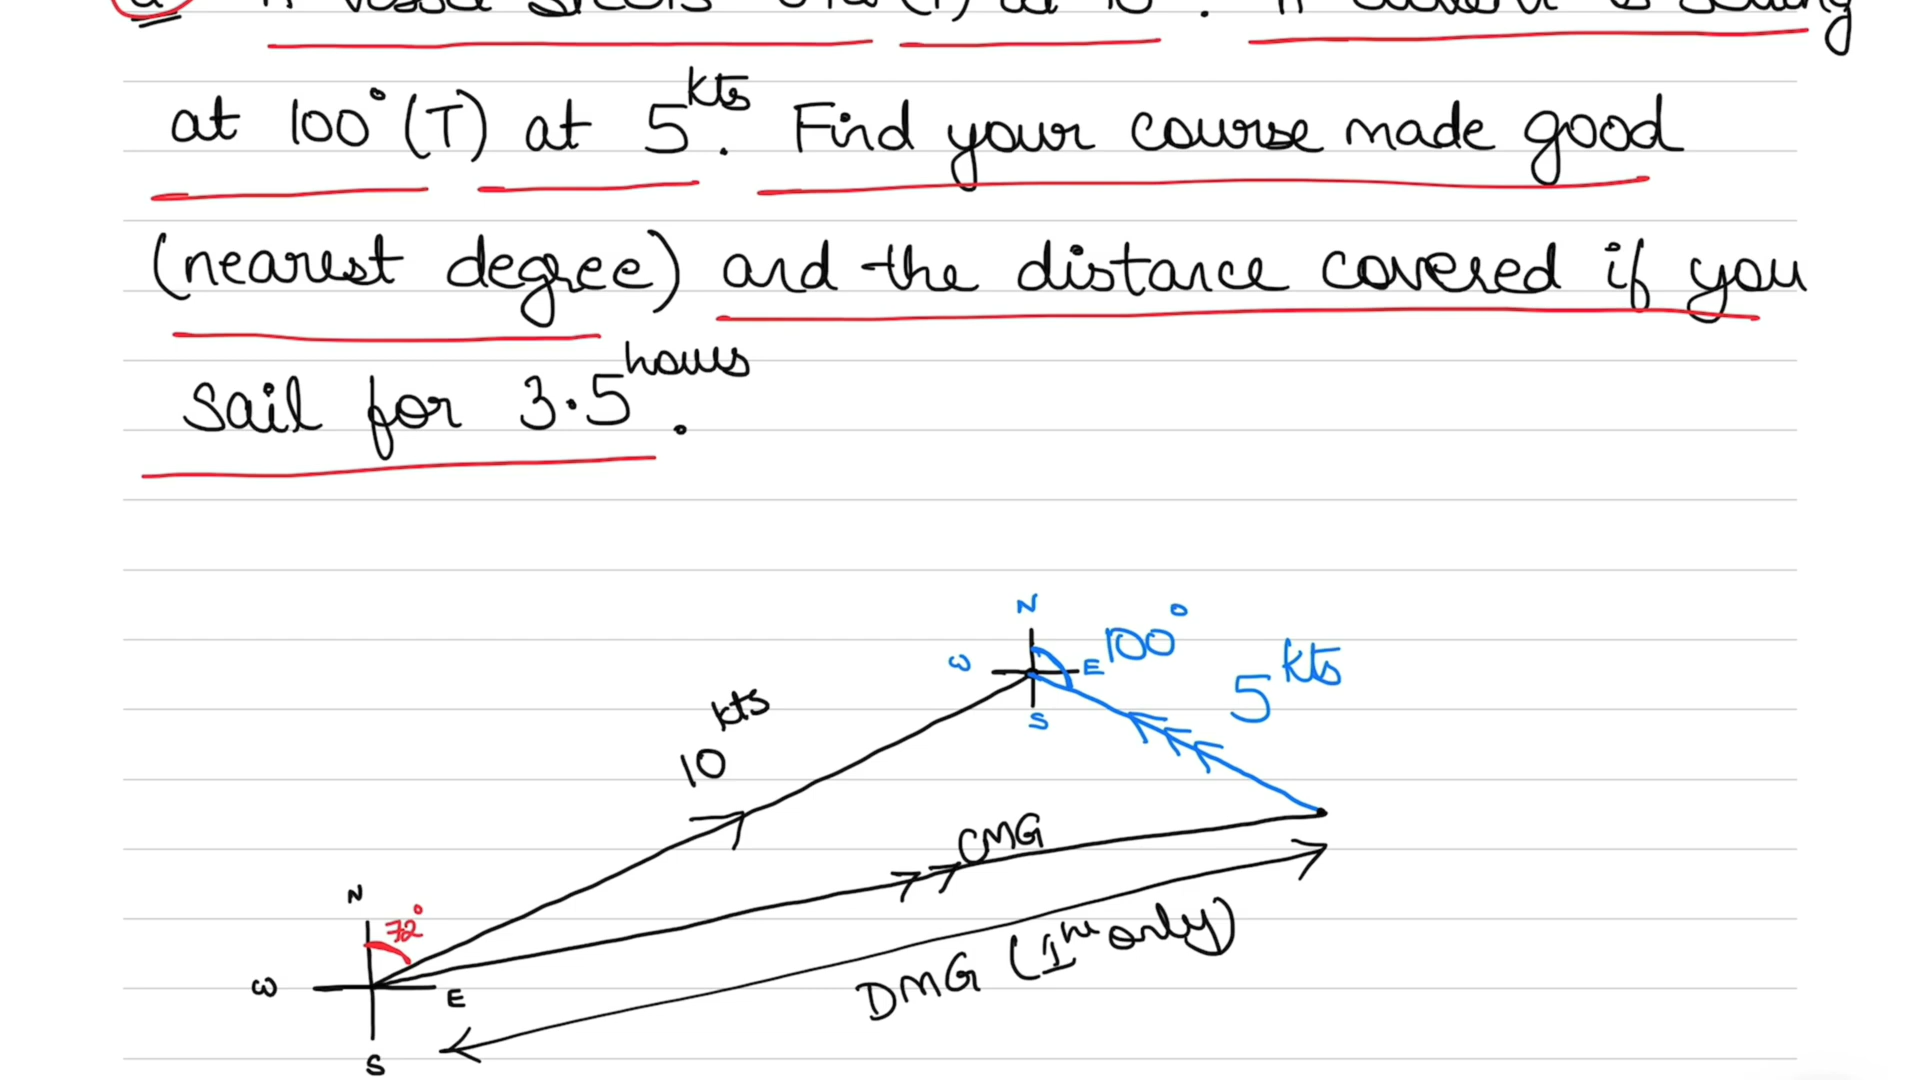 at 100°(T) at 5kts. Find your course made good
(nearest degree) and the distance covered if you
sail for 3.5hours.
N
W
E
100°
5kts
S
10kts
CMG
N
72°
W
E
DMG (1hr only)
S